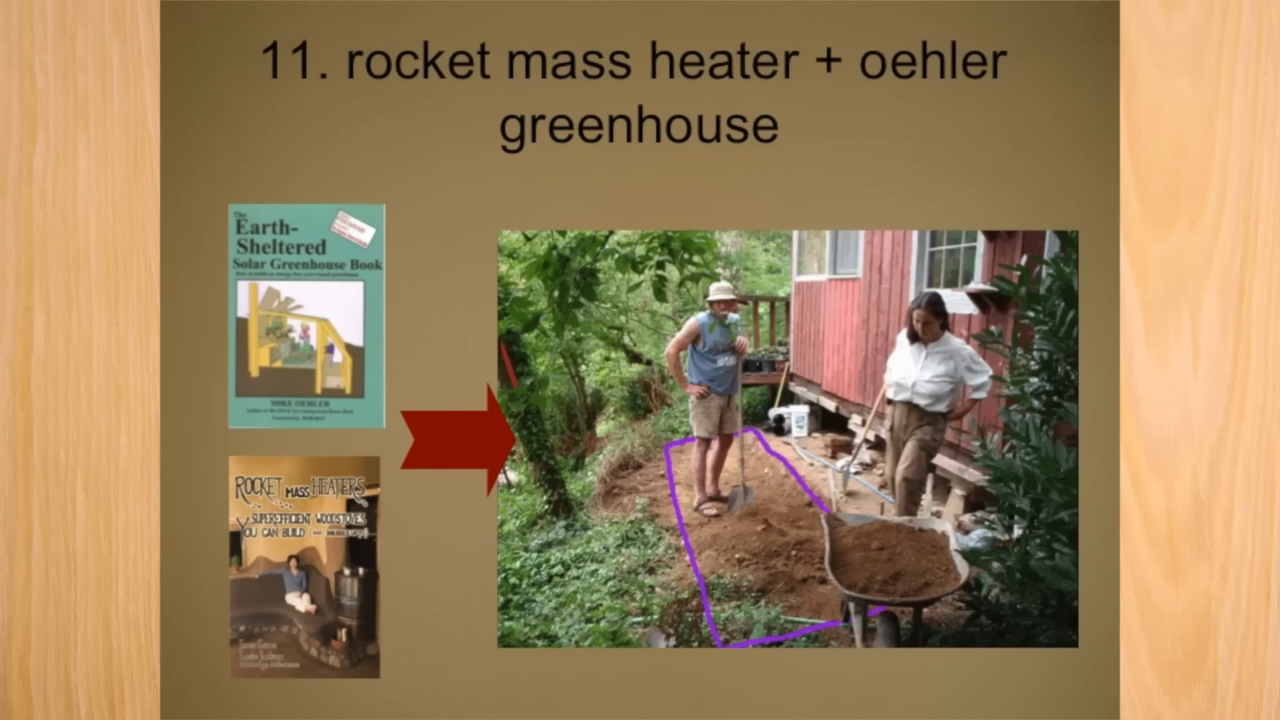 11. rocket mass heater + oehler
greenhouse
The
Earth-
Sheltered
Solar Greenhouse Book
MIKE OEHLER
ROCKET MASS HEATERS
SUPEREFFICIENT WOODSTOVES
YOU CAN BUILD